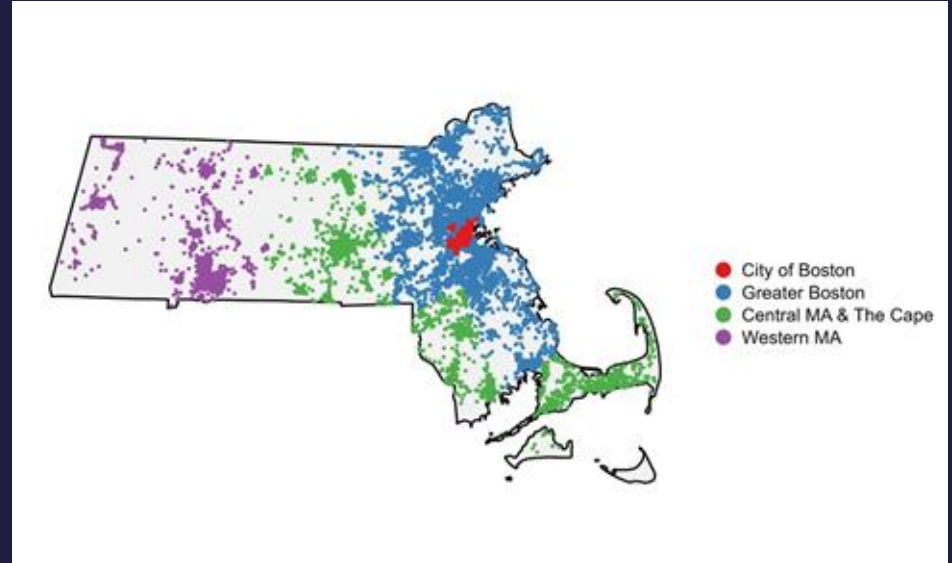 City of Boston
Greater Boston
Central MA & The Cape
Western MA